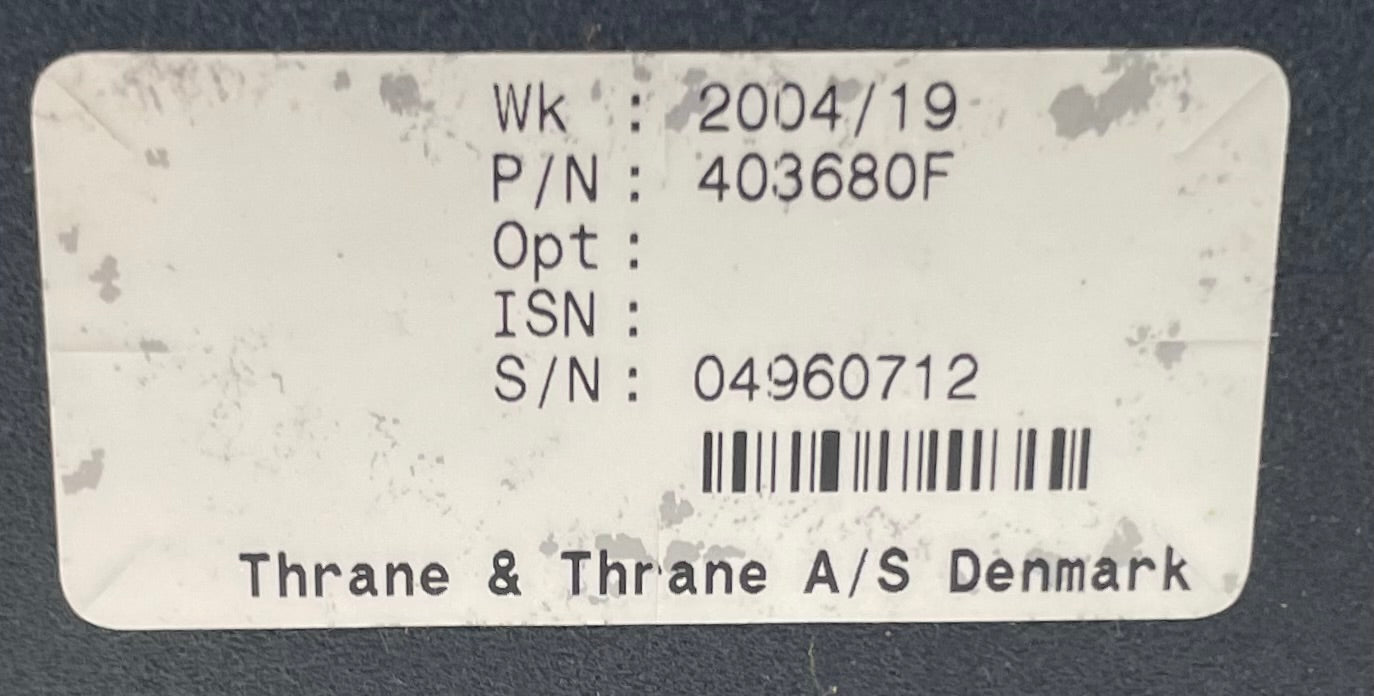 Wk : 2004/19
P/N : 403680F
Opt :
ISN :
S/N : 04960712
Thrane & Thrane A/S Denmark